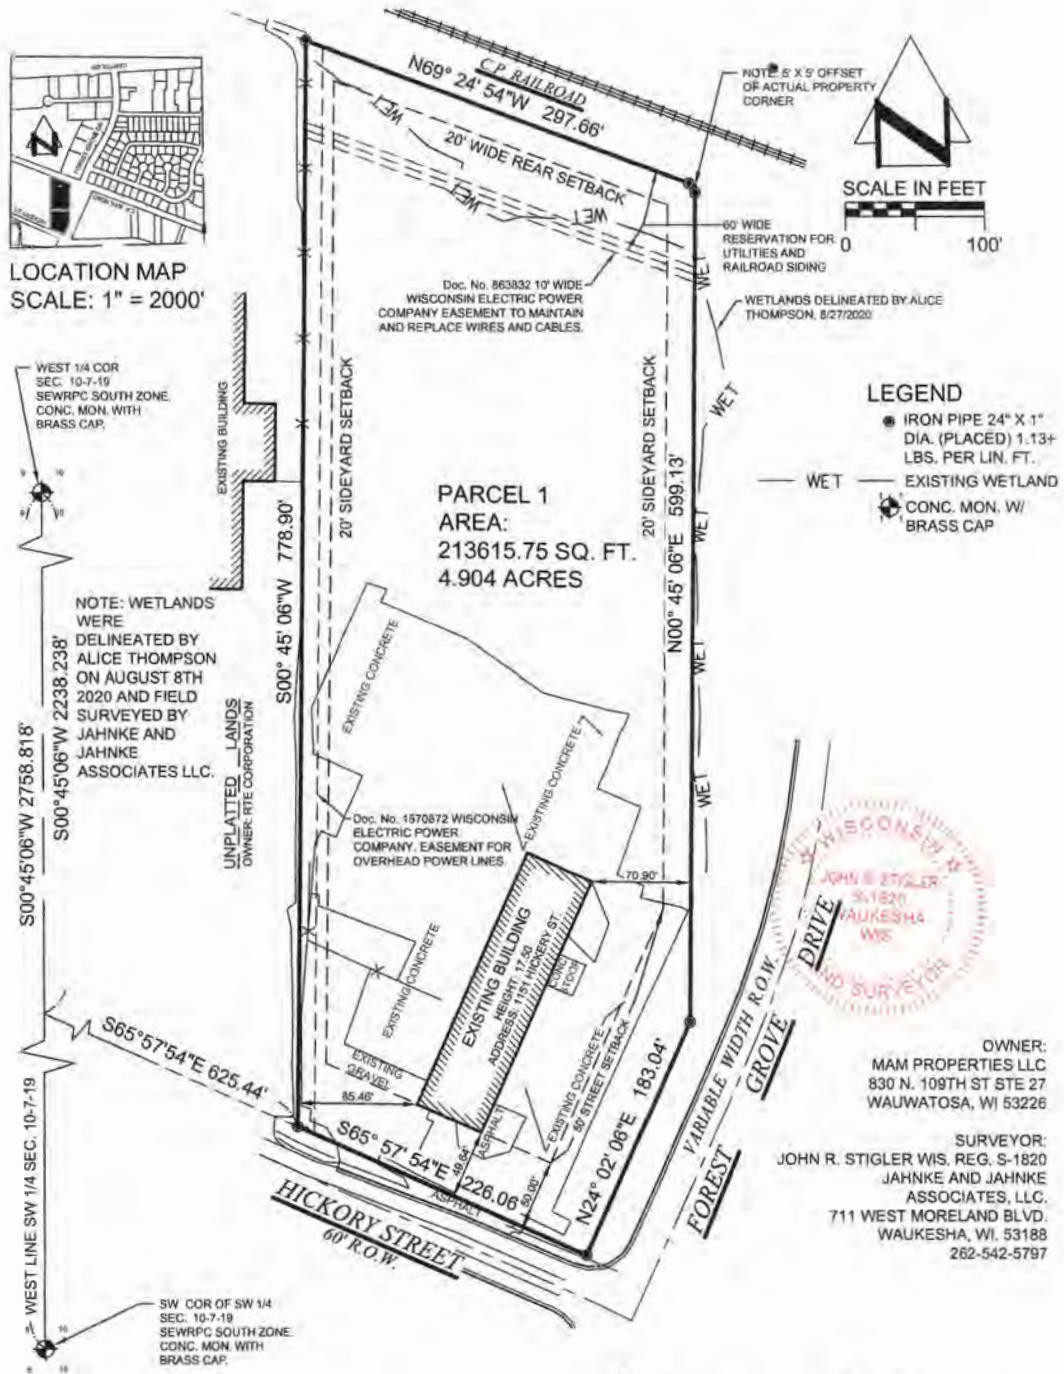 LOCATION MAP
SCALE: 1" = 2000'
C.P. RAILROAD
N69° 24' 54"W 297.66'
NOTE: 5' X 5' OFFSET
OF ACTUAL PROPERTY
CORNER
SCALE IN FEET
0 100'
20' WIDE REAR SETBACK
WET
WET
WET
60' WIDE
RESERVATION FOR
UTILITIES AND
RAILROAD SIDING
Doc. No. 863832 10' WIDE
WISCONSIN ELECTRIC POWER
COMPANY EASEMENT TO MAINTAIN
AND REPLACE WIRES AND CABLES.
WET
WETLANDS DELINEATED BY ALICE
THOMPSON, 8/27/2020
WEST 1/4 COR
SEC. 10-7-19
SEWRPC SOUTH ZONE.
CONC. MON. WITH
BRASS CAP.
EXISTING BUILDING
LEGEND
IRON PIPE 24" X 1"
DIA. (PLACED) 1.13+
LBS. PER LIN. FT.
WET EXISTING WETLAND
CONC. MON. W/
BRASS CAP
20' SIDEYARD SETBACK
20' SIDEYARD SETBACK
WET
PARCEL 1
AREA:
213615.75 SQ. FT.
4.904 ACRES
S00° 45' 06"W 778.90'
N00° 45' 06"E 599.13'
WET
WET
WET
NOTE: WETLANDS
WERE
DELINEATED BY
ALICE THOMPSON
ON AUGUST 8TH
2020 AND FIELD
SURVEYED BY
JAHNKE AND
JAHNKE
ASSOCIATES LLC.
S00°45'06"W 2758.818'
S00°45'06"W 2238.238'
UNPLATTED LANDS
OWNER: RTE CORPORATION
EXISTING CONCRETE
EXISTING CONCRETE
Doc. No. 1570872 WISCONSIN
ELECTRIC POWER
COMPANY. EASEMENT FOR
OVERHEAD POWER LINES.
70.90'
EXISTING BUILDING
HEIGHT: 17.50
ADDRESS: 1151 HICKERY ST
CONC
STOOP
EXISTING CONCRETE
EXISTING CONCRETE
50' STREET SETBACK
EXISTING
GRAVEL
85.46'
ASPHALT
49.64'
50.00'
ASPHALT
S65°57'54"E 625.44'
S65° 57' 54"E 226.06'
N24° 02' 06"E 183.04'
HICKORY STREET
60' R.O.W.
VARIABLE WIDTH R.O.W.
FOREST GROVE DRIVE
WISCONSIN
JOHN R. STIGLER
S-1820
WAUKESHA
WIS
LAND SURVEYOR
OWNER:
MAM PROPERTIES LLC
830 N. 109TH ST STE 27
WAUWATOSA, WI 53226
SURVEYOR:
JOHN R. STIGLER WIS. REG. S-1820
JAHNKE AND JAHNKE
ASSOCIATES, LLC.
711 WEST MORELAND BLVD.
WAUKESHA, WI. 53188
262-542-5797
WEST LINE SW 1/4 SEC. 10-7-19
SW COR OF SW 1/4
SEC. 10-7-19
SEWRPC SOUTH ZONE.
CONC. MON. WITH
BRASS CAP.